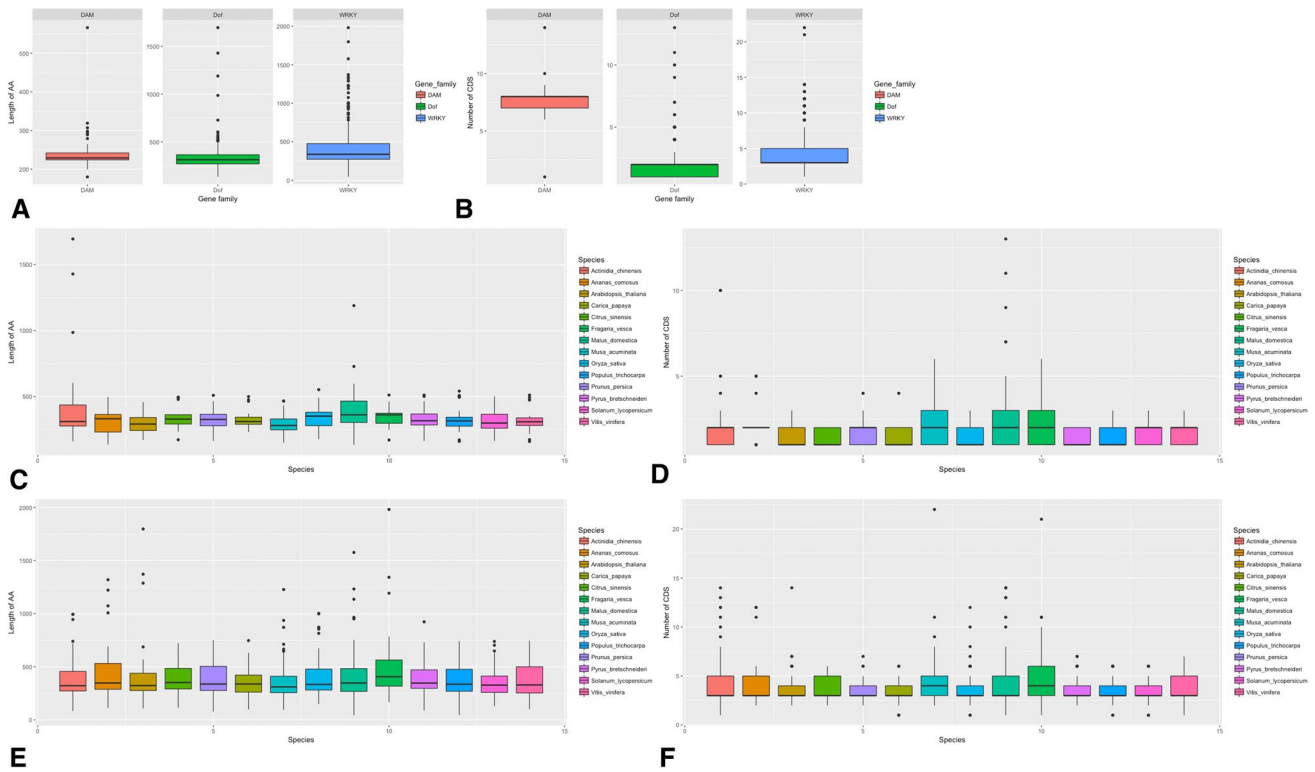 DAM Dof WRKY
Length of AA
200 250 300 500
500 1000 1500
0 500 1000 1500 2000
DAM Dof WRKY
Gene family
Gene_family
DAM
Dof
WRKY
A
DAM Dof WRKY
Number of CDS
5 10
5 10
0 5 10 15 20
DAM Dof WRKY
Gene family
Gene_family
DAM
Dof
WRKY
B
Length of AA
500 1000 1500
0 5 10 15
Species
Species
Actinidia_chinensis
Ananas_comosus
Arabidopsis_thaliana
Carica_papaya
Citrus_sinensis
Fragaria_vesca
Malus_domestica
Musa_acuminata
Oryza_sativa
Populus_trichocarpa
Prunus_persica
Pyrus_bretschneideri
Solanum_lycopersicum
Vitis_vinifera
C
Number of CDS
5 10
0 5 10 15
Species
Species
Actinidia_chinensis
Ananas_comosus
Arabidopsis_thaliana
Carica_papaya
Citrus_sinensis
Fragaria_vesca
Malus_domestica
Musa_acuminata
Oryza_sativa
Populus_trichocarpa
Prunus_persica
Pyrus_bretschneideri
Solanum_lycopersicum
Vitis_vinifera
D
Length of AA
0 500 1000 1500 2000
0 5 10 15
Species
Species
Actinidia_chinensis
Ananas_comosus
Arabidopsis_thaliana
Carica_papaya
Citrus_sinensis
Fragaria_vesca
Malus_domestica
Musa_acuminata
Oryza_sativa
Populus_trichocarpa
Prunus_persica
Pyrus_bretschneideri
Solanum_lycopersicum
Vitis_vinifera
E
Number of CDS
0 5 10 15 20
0 5 10 15
Species
Species
Actinidia_chinensis
Ananas_comosus
Arabidopsis_thaliana
Carica_papaya
Citrus_sinensis
Fragaria_vesca
Malus_domestica
Musa_acuminata
Oryza_sativa
Populus_trichocarpa
Prunus_persica
Pyrus_bretschneideri
Solanum_lycopersicum
Vitis_vinifera
F